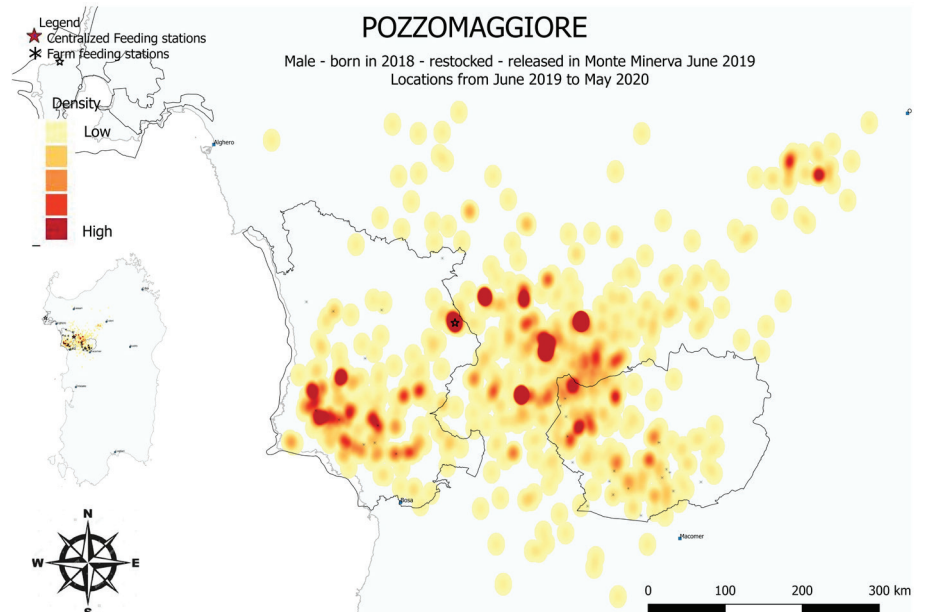 POZZOMAGGIORE
Male - born in 2018 - restocked - released in Monte Minerva June 2019
Locations from June 2019 to May 2020
Legend
Centralized Feeding stations
Farm feeding stations
Density
Low
High
Alghero
Bosa
Macomer
N
W
E
S
0 100 200 300 km